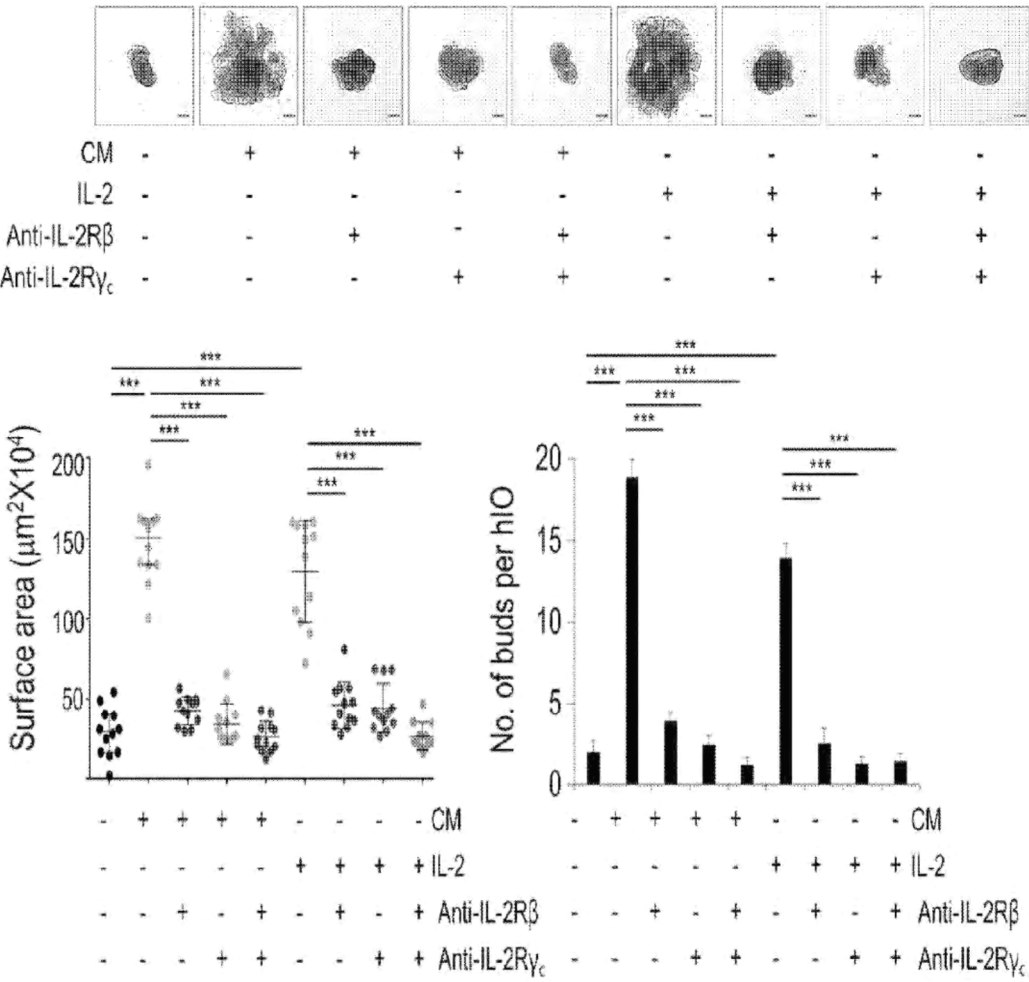 CM - + + + + - - - -
IL-2 - - - - - + + + +
Anti-IL-2Rβ - - + - + - + - +
Anti-IL-2Rγc - - - + + - - + +
*** ***
*** *** *** ***
*** *** *** ***
*** *** *** ***
Surface area (μm²X10⁴)
200
150
100
50
No. of buds per hIO
20
15
10
5
0
- + + + + - - - - CM
- - - - - + + + + IL-2
- - + - + - + - + Anti-IL-2Rβ
- - - + + - - + + Anti-IL-2Rγc
- + + + + - - - - CM
- - - - - + + + + IL-2
- - + - + - + - + Anti-IL-2Rβ
- - - + + - - + + Anti-IL-2Rγc